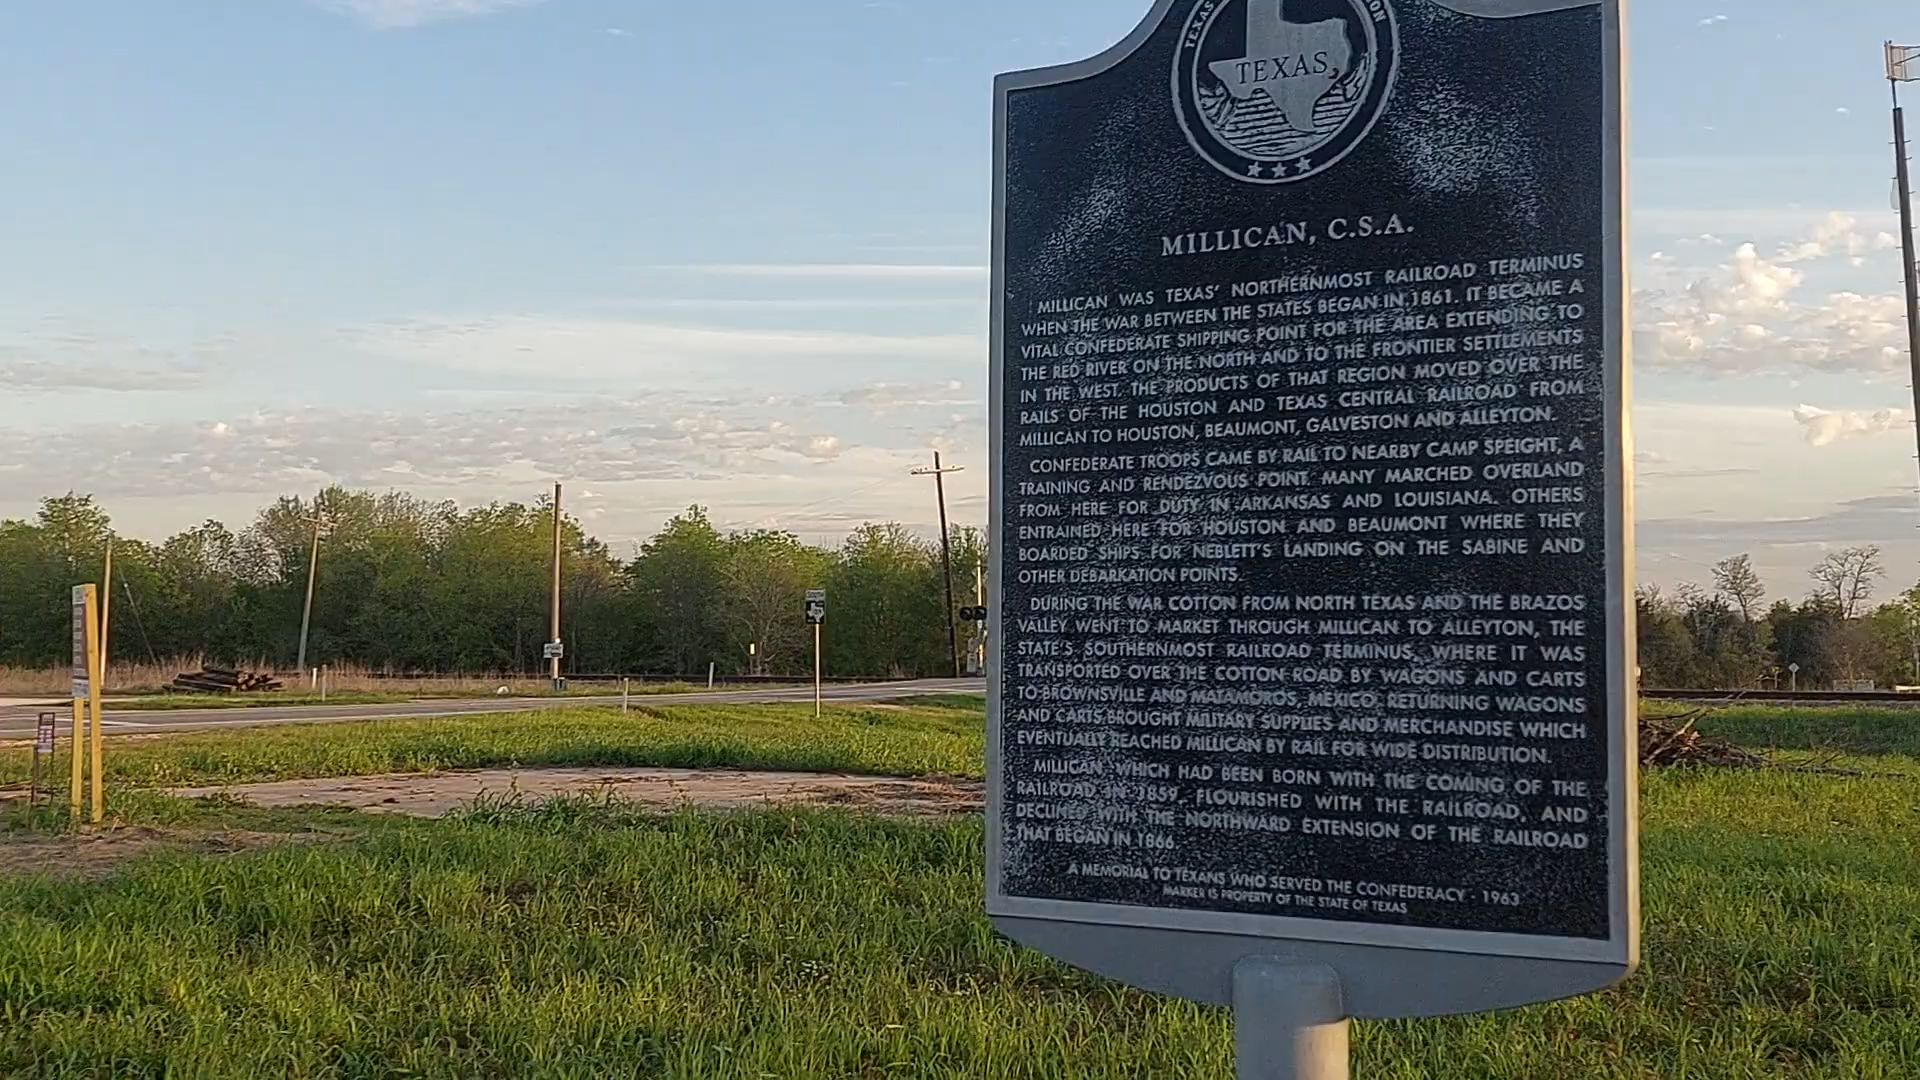 TEXAS
ON
TEXAS
MILLICAN, C.S.A.
MILLICAN WAS TEXAS' NORTHERNMOST RAILROAD TERMINUS
WHEN THE WAR BETWEEN THE STATES BEGAN IN 1861. IT BECAME A
VITAL CONFEDERATE SHIPPING POINT FOR THE AREA EXTENDING TO
THE RED RIVER ON THE NORTH AND TO THE FRONTIER SETTLEMENTS
IN THE WEST. THE PRODUCTS OF THAT REGION MOVED OVER THE
RAILS OF THE HOUSTON AND TEXAS CENTRAL RAILROAD FROM
MILLICAN TO HOUSTON, BEAUMONT, GALVESTON AND ALLEYTON.
CONFEDERATE TROOPS CAME BY RAIL TO NEARBY CAMP SPEIGHT, A
TRAINING AND RENDEZVOUS POINT. MANY MARCHED OVERLAND
FROM HERE FOR DUTY IN ARKANSAS AND LOUISIANA. OTHERS
ENTRAINED HERE FOR HOUSTON AND BEAUMONT WHERE THEY
BOARDED SHIPS FOR NEBLETT'S LANDING ON THE SABINE AND
OTHER DEBARKATION POINTS.
DURING THE WAR COTTON FROM NORTH TEXAS AND THE BRAZOS
VALLEY WENT TO MARKET THROUGH MILLICAN TO ALLEYTON, THE
STATE'S SOUTHERNMOST RAILROAD TERMINUS, WHERE IT WAS
TRANSPORTED OVER THE COTTON ROAD BY WAGONS AND CARTS
TO BROWNSVILLE AND MATAMOROS, MEXICO. RETURNING WAGONS
AND CARTS BROUGHT MILITARY SUPPLIES AND MERCHANDISE WHICH
EVENTUALLY REACHED MILLICAN BY RAIL FOR WIDE DISTRIBUTION.
MILLICAN, WHICH HAD BEEN BORN WITH THE COMING OF THE
RAILROAD IN 1859, FLOURISHED WITH THE RAILROAD, AND
DECLINED WITH THE NORTHWARD EXTENSION OF THE RAILROAD
THAT BEGAN IN 1866.
A MEMORIAL TO TEXANS WHO SERVED THE CONFEDERACY - 1963
MARKER IS PROPERTY OF THE STATE OF TEXAS
SOUTH